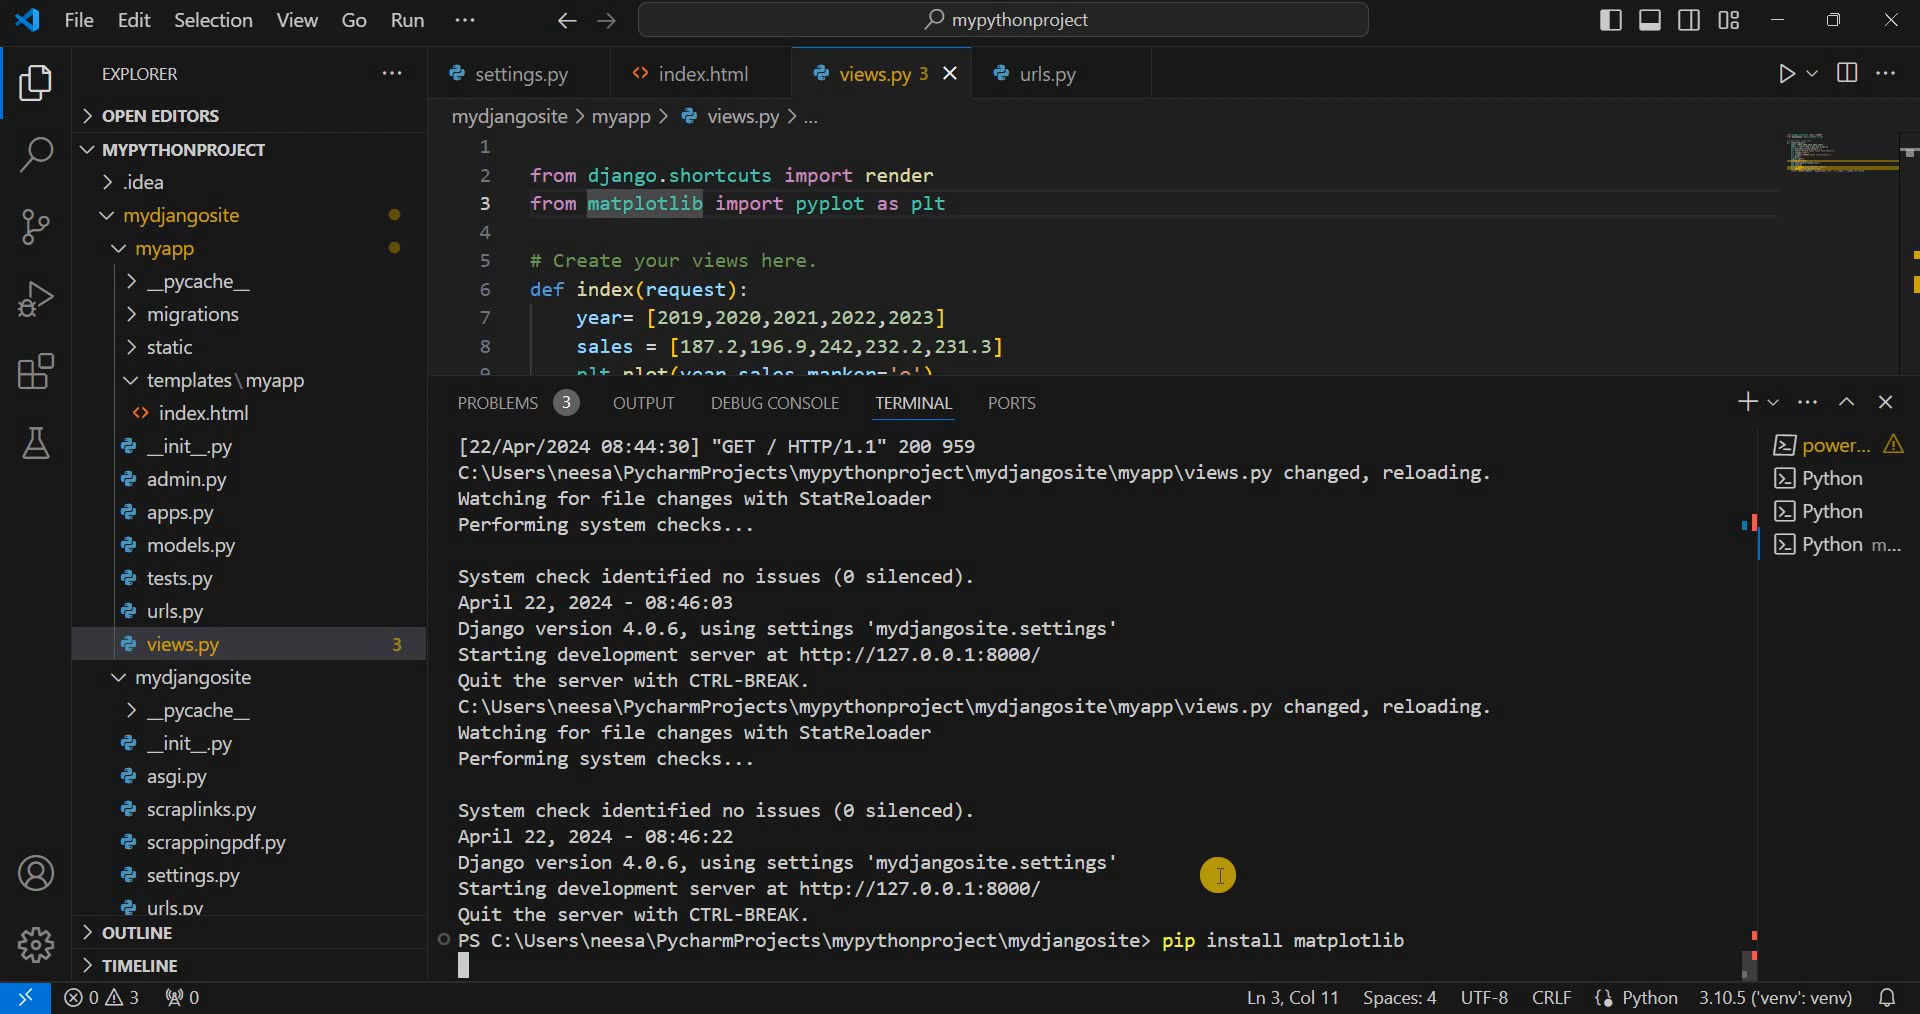 File Edit Selection View Go Run ...
mypythonproject
EXPLORER ...
OPEN EDITORS
MYPYTHONPROJECT
.idea
mydjangosite
myapp
__pycache__
migrations
static
templates\myapp
index.html
__init__.py
admin.py
apps.py
models.py
tests.py
urls.py
views.py 3
mydjangosite
__pycache__
__init__.py
asgi.py
scraplinks.py
scrappingpdf.py
settings.py
urls.py
OUTLINE
TIMELINE
settings.py index.html views.py 3 urls.py
mydjangosite > myapp > views.py > ...
1
2 from django.shortcuts import render
3 from matplotlib import pyplot as plt
4
5 # Create your views here.
6 def index(request):
7 year= [2019,2020,2021,2022,2023]
8 sales = [187.2,196.9,242,232.2,231.3]
9 plt.plot(year,sales,marker='o')
PROBLEMS 3 OUTPUT DEBUG CONSOLE TERMINAL PORTS
[22/Apr/2024 08:44:30] "GET / HTTP/1.1" 200 959
C:\Users\neesa\PycharmProjects\mypythonproject\mydjangosite\myapp\views.py changed, reloading.
Watching for file changes with StatReloader
Performing system checks...
System check identified no issues (0 silenced).
April 22, 2024 - 08:46:03
Django version 4.0.6, using settings 'mydjangosite.settings'
Starting development server at http://127.0.0.1:8000/
Quit the server with CTRL-BREAK.
C:\Users\neesa\PycharmProjects\mypythonproject\mydjangosite\myapp\views.py changed, reloading.
Watching for file changes with StatReloader
Performing system checks...
System check identified no issues (0 silenced).
April 22, 2024 - 08:46:22
Django version 4.0.6, using settings 'mydjangosite.settings'
Starting development server at http://127.0.0.1:8000/
Quit the server with CTRL-BREAK.
PS C:\Users\neesa\PycharmProjects\mypythonproject\mydjangosite> pip install matplotlib
power...
Python
Python
Python m...
0 3 0
Ln 3, Col 11 Spaces: 4 UTF-8 CRLF Python 3.10.5 ('venv': venv)